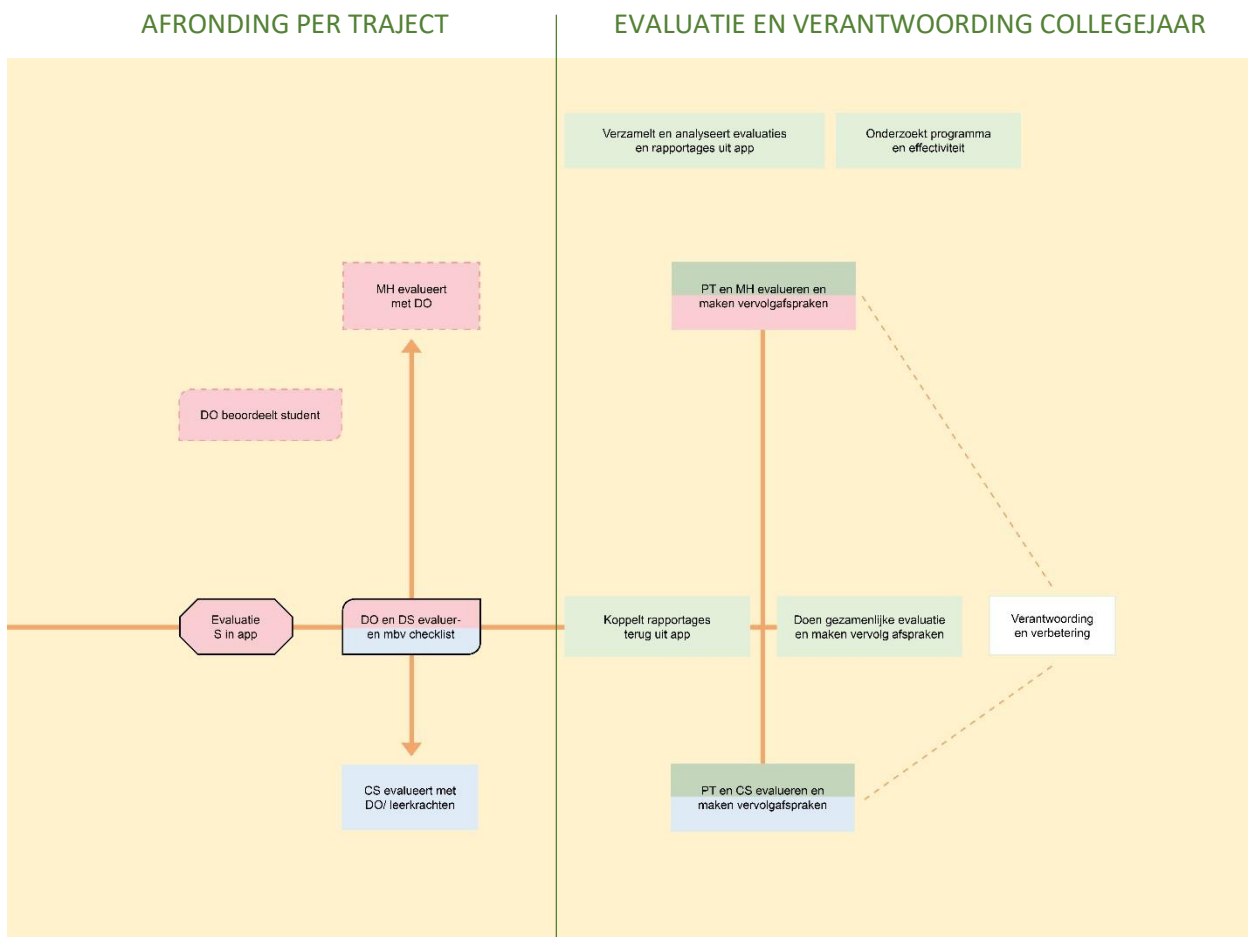 AFRONDING PER TRAJECT
EVALUATIE EN VERANTWOORDING COLLEGEJAAR
Verzamelt en analyseert evaluaties
en rapportages uit app
Onderzoekt programma
en effectiviteit
MH evalueert
met DO
PT en MH evalueren en
maken vervolgafspraken
DO beoordeelt student
Evaluatie
S in app
DO en DS evaluer-
en mbv checklist
Koppelt rapportages
terug uit app
Doen gezamenlijke evaluatie
en maken vervolg afspraken
Verantwoording
en verbetering
CS evalueert met
DO/ leerkrachten
PT en CS evalueren en
maken vervolgafspraken